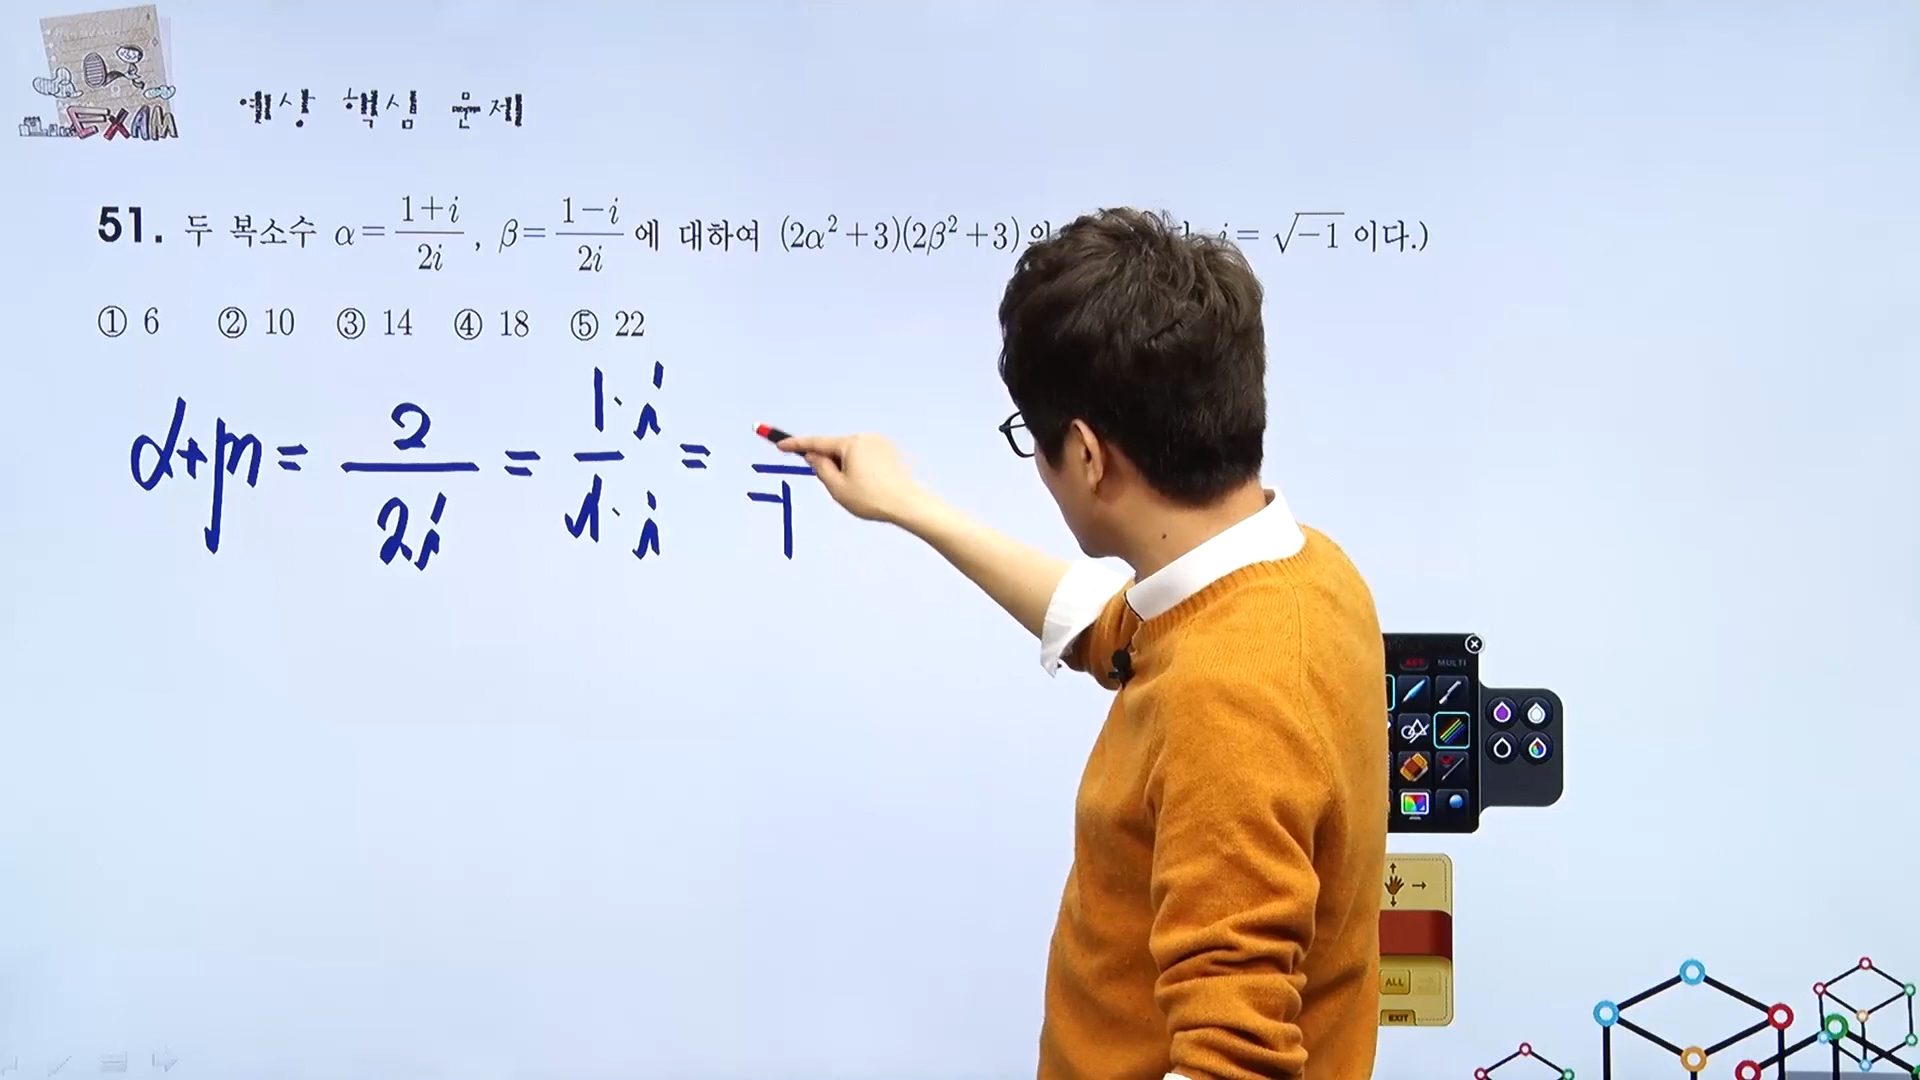 EXAM
예상 핵심 문제
51. 두 복소수 α = (1+i)/(2i), β = (1−i)/(2i) 에 대하여 (2α²+3)(2β²+3)의 i = √−1 이다.)
① 6 ② 10 ③ 14 ④ 18 ⑤ 22
α+β = 2/(2i) = (1·i)/(i·i) = /−1
MULTI
ALL
EXIT